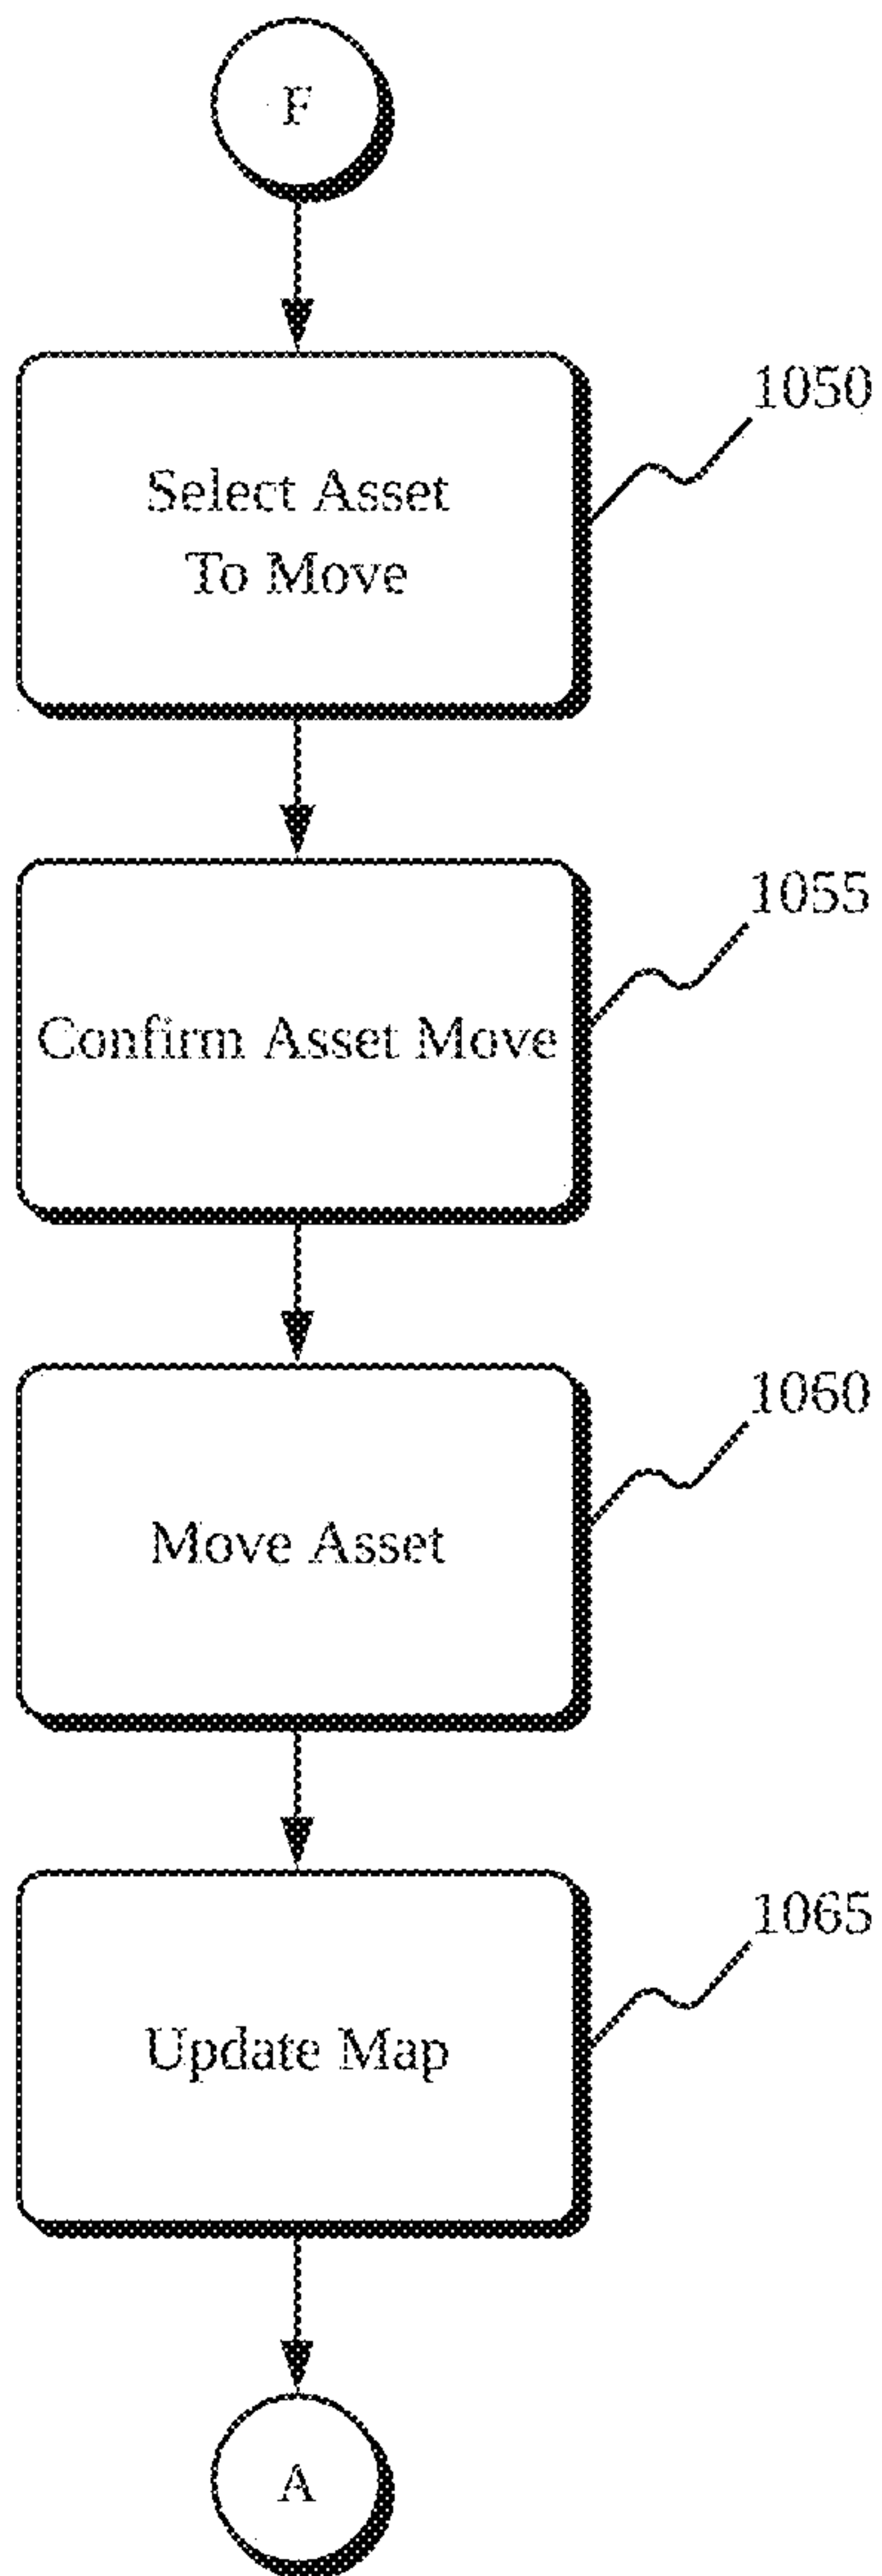 F
1050
Select Asset
To Move
1055
Confirm Asset Move
1060
Move Asset
1065
Update Map
A